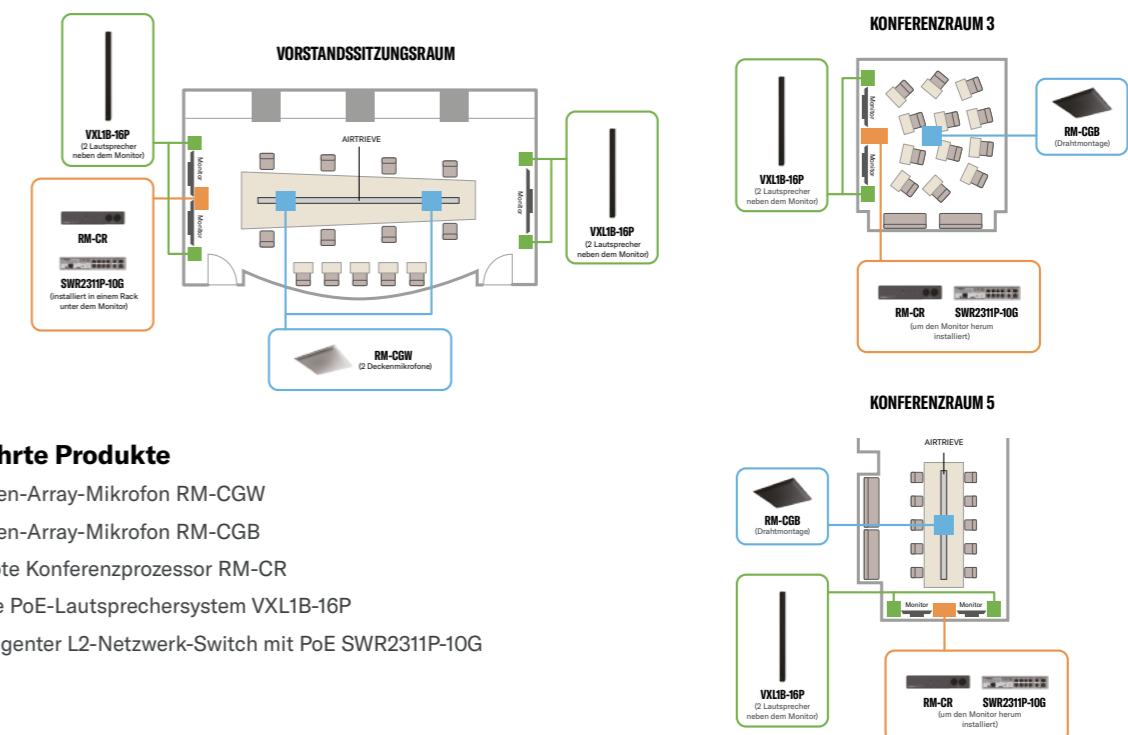 VORSTANDSSITZUNGSRAUM
VXL1B-16P
(2 Lautsprecher
neben dem Monitor)
AIRTRIEVE
Monitor
Monitor
Monitor
RM-CR
SWR2311P-10G
(installiert in einem Rack
unter dem Monitor)
VXL1B-16P
(2 Lautsprecher
neben dem Monitor)
RM-CGW
(2 Deckenmikrofone)
KONFERENZRAUM 3
VXL1B-16P
(2 Lautsprecher
neben dem Monitor)
Monitor
Monitor
RM-CGB
(Drahtmontage)
RM-CR
SWR2311P-10G
(um den Monitor herum
installiert)
KONFERENZRAUM 5
AIRTRIEVE
RM-CGB
(Drahtmontage)
Monitor
Monitor
VXL1B-16P
(2 Lautsprecher
neben dem Monitor)
RM-CR
SWR2311P-10G
(um den Monitor herum
installiert)
hrte Produkte
en-Array-Mikrofon RM-CGW
en-Array-Mikrofon RM-CGB
ote Konferenzprozessor RM-CR
e PoE-Lautsprechersystem VXL1B-16P
genter L2-Netzwerk-Switch mit PoE SWR2311P-10G